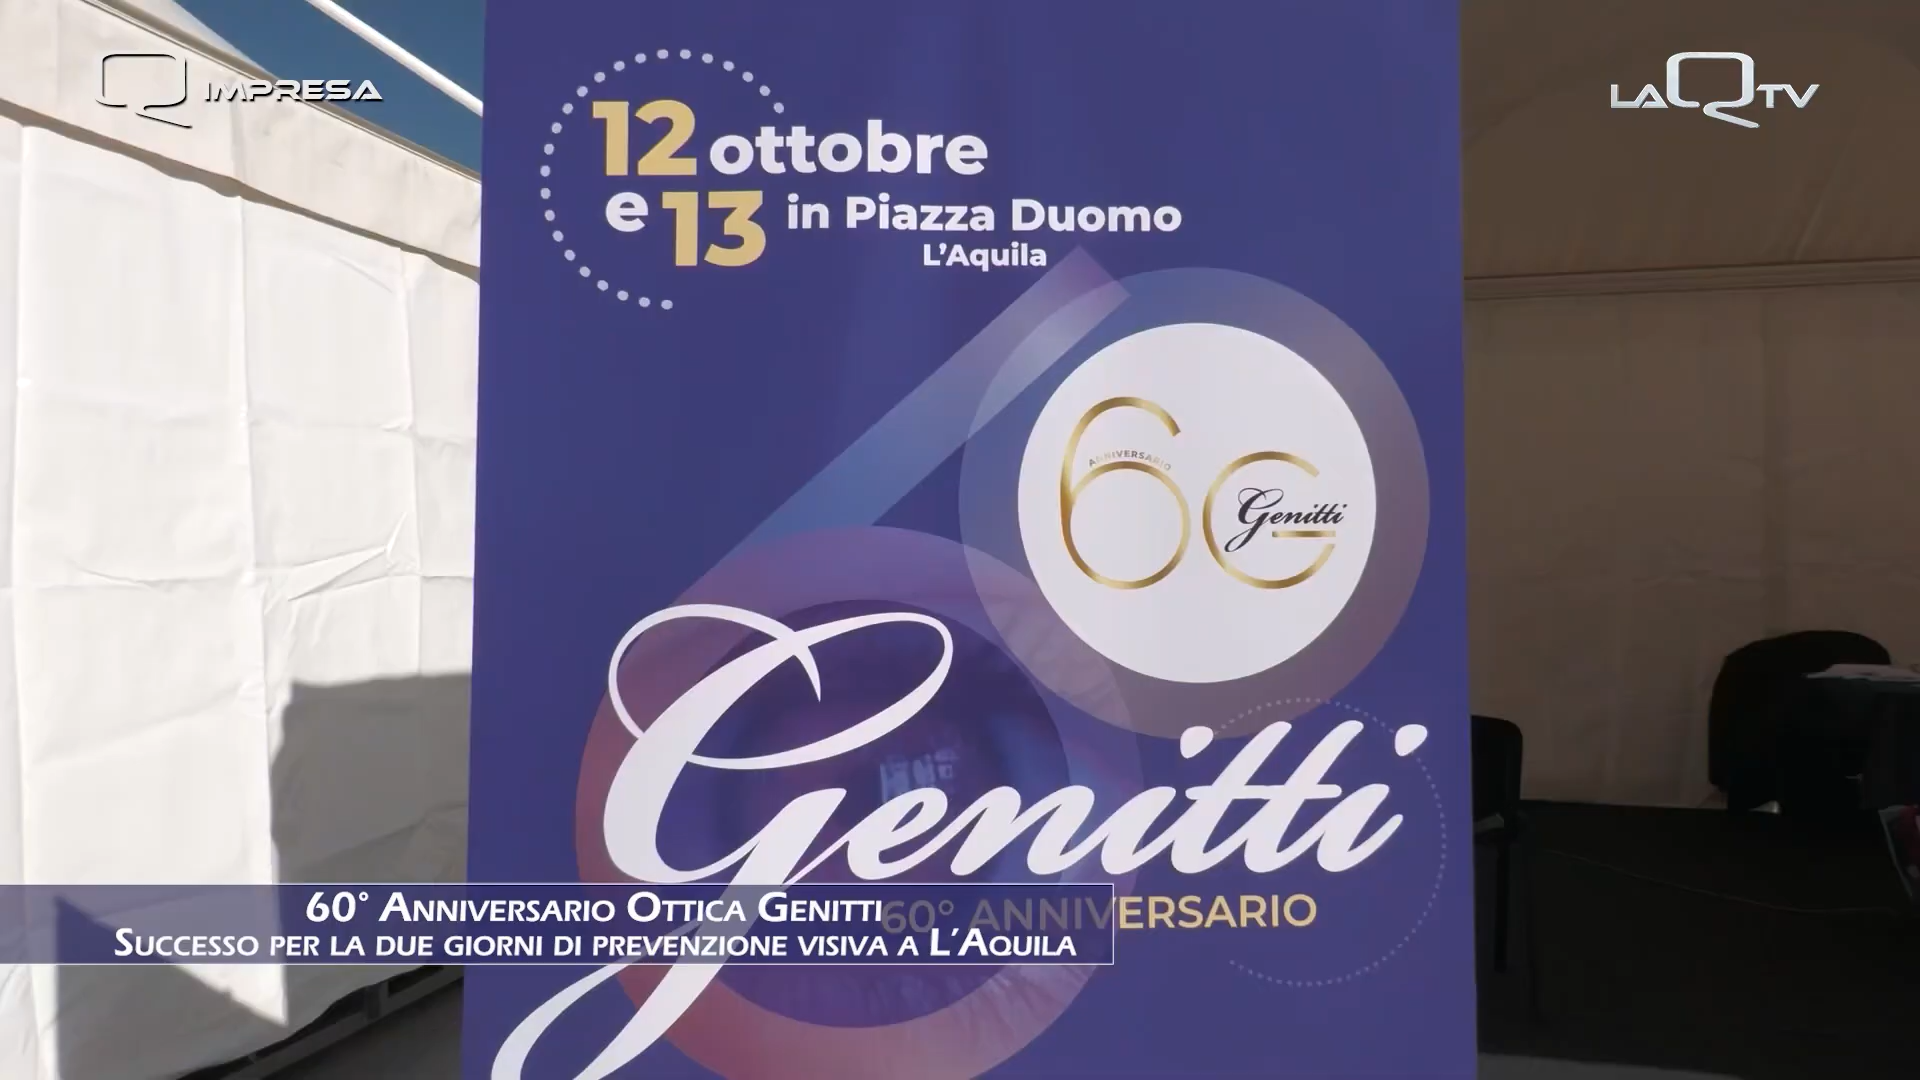 IMPRESA
LAQTV
12 ottobre
e 13 in Piazza Duomo
L'Aquila
60
ANNIVERSARIO
Genitti
Genitti
60° ANNIVERSARIO
60° Anniversario Ottica Genitti
Successo per la due giorni di prevenzione visiva a L'Aquila